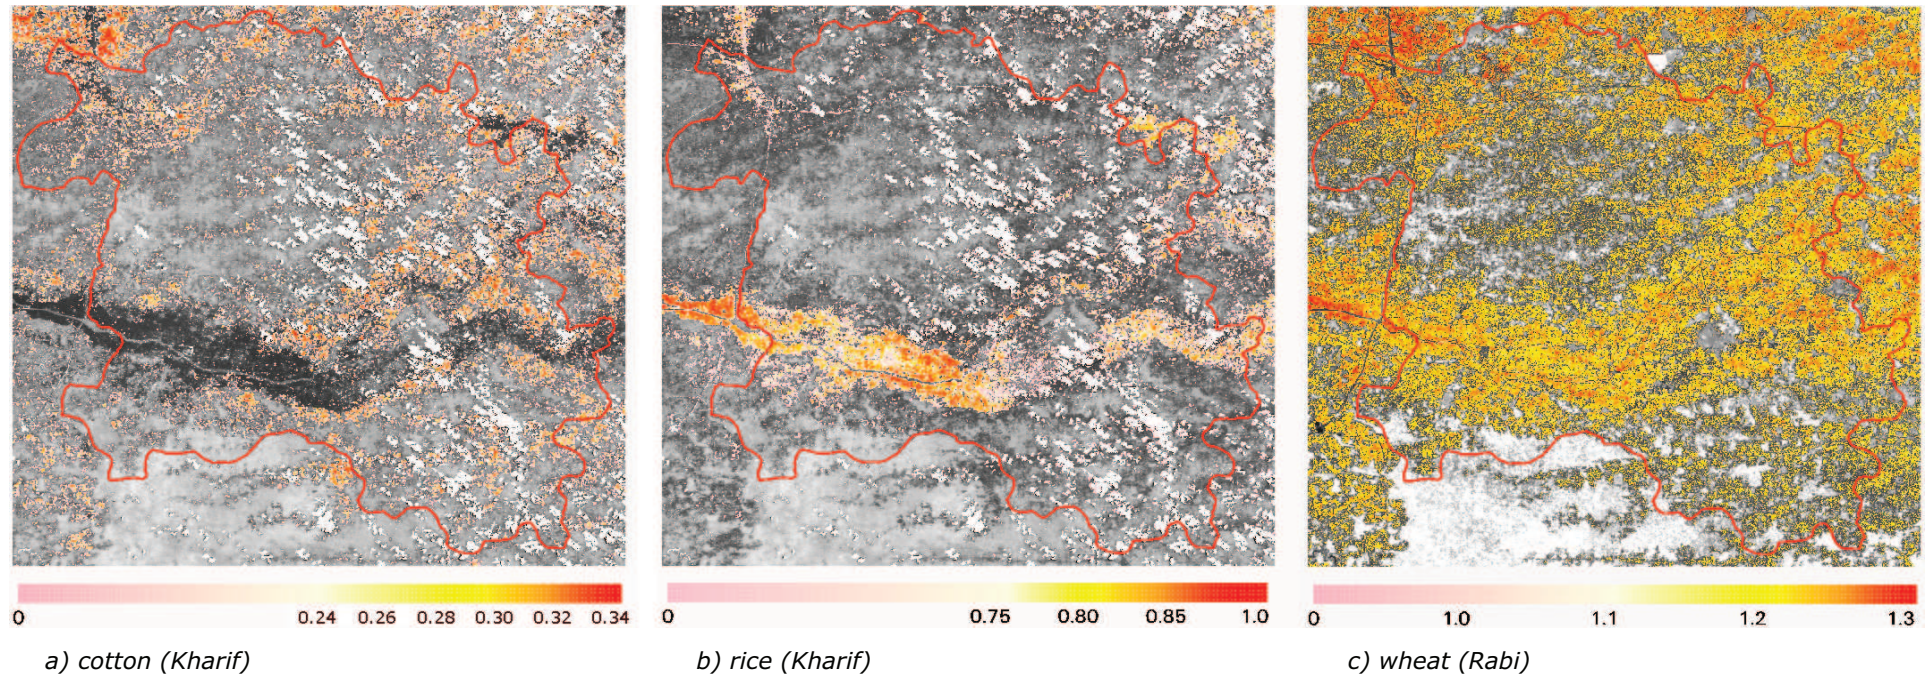 0 0.24 0.26 0.28 0.30 0.32 0.34
0 0.75 0.80 0.85 1.0
0 1.0 1.1 1.2 1.3
a) cotton (Kharif)
b) rice (Kharif)
c) wheat (Rabi)